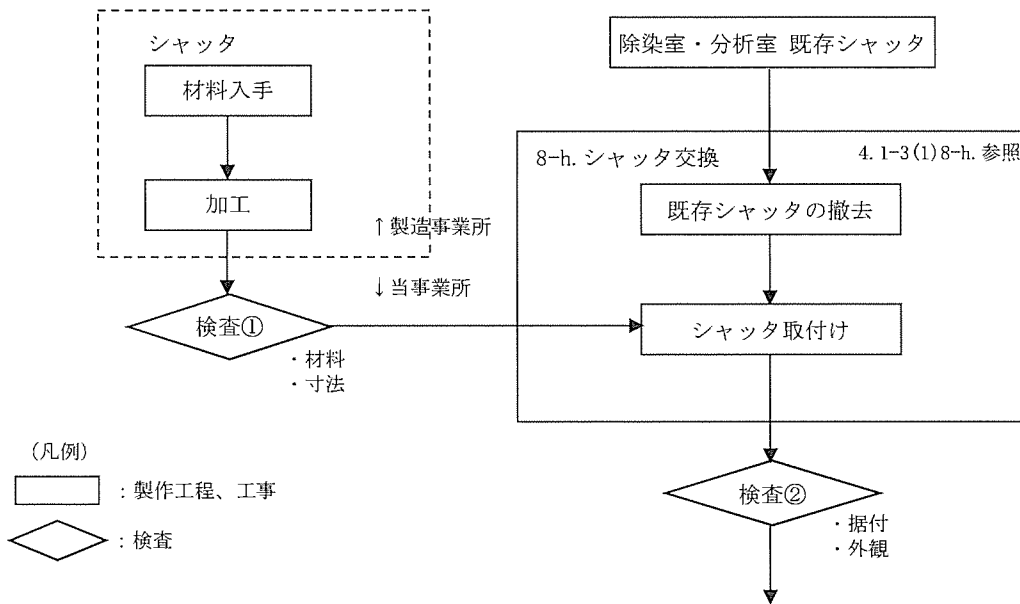 シャッタ
材料入手
加工
↑製造事業所
↓当事業所
検査①
・材料
・寸法
除染室・分析室 既存シャッタ
8-h. シャッタ交換
4.1-3(1)8-h.参照
既存シャッタの撤去
シャッタ取付け
検査②
・据付
・外観
(凡例)
：製作工程、工事
：検査